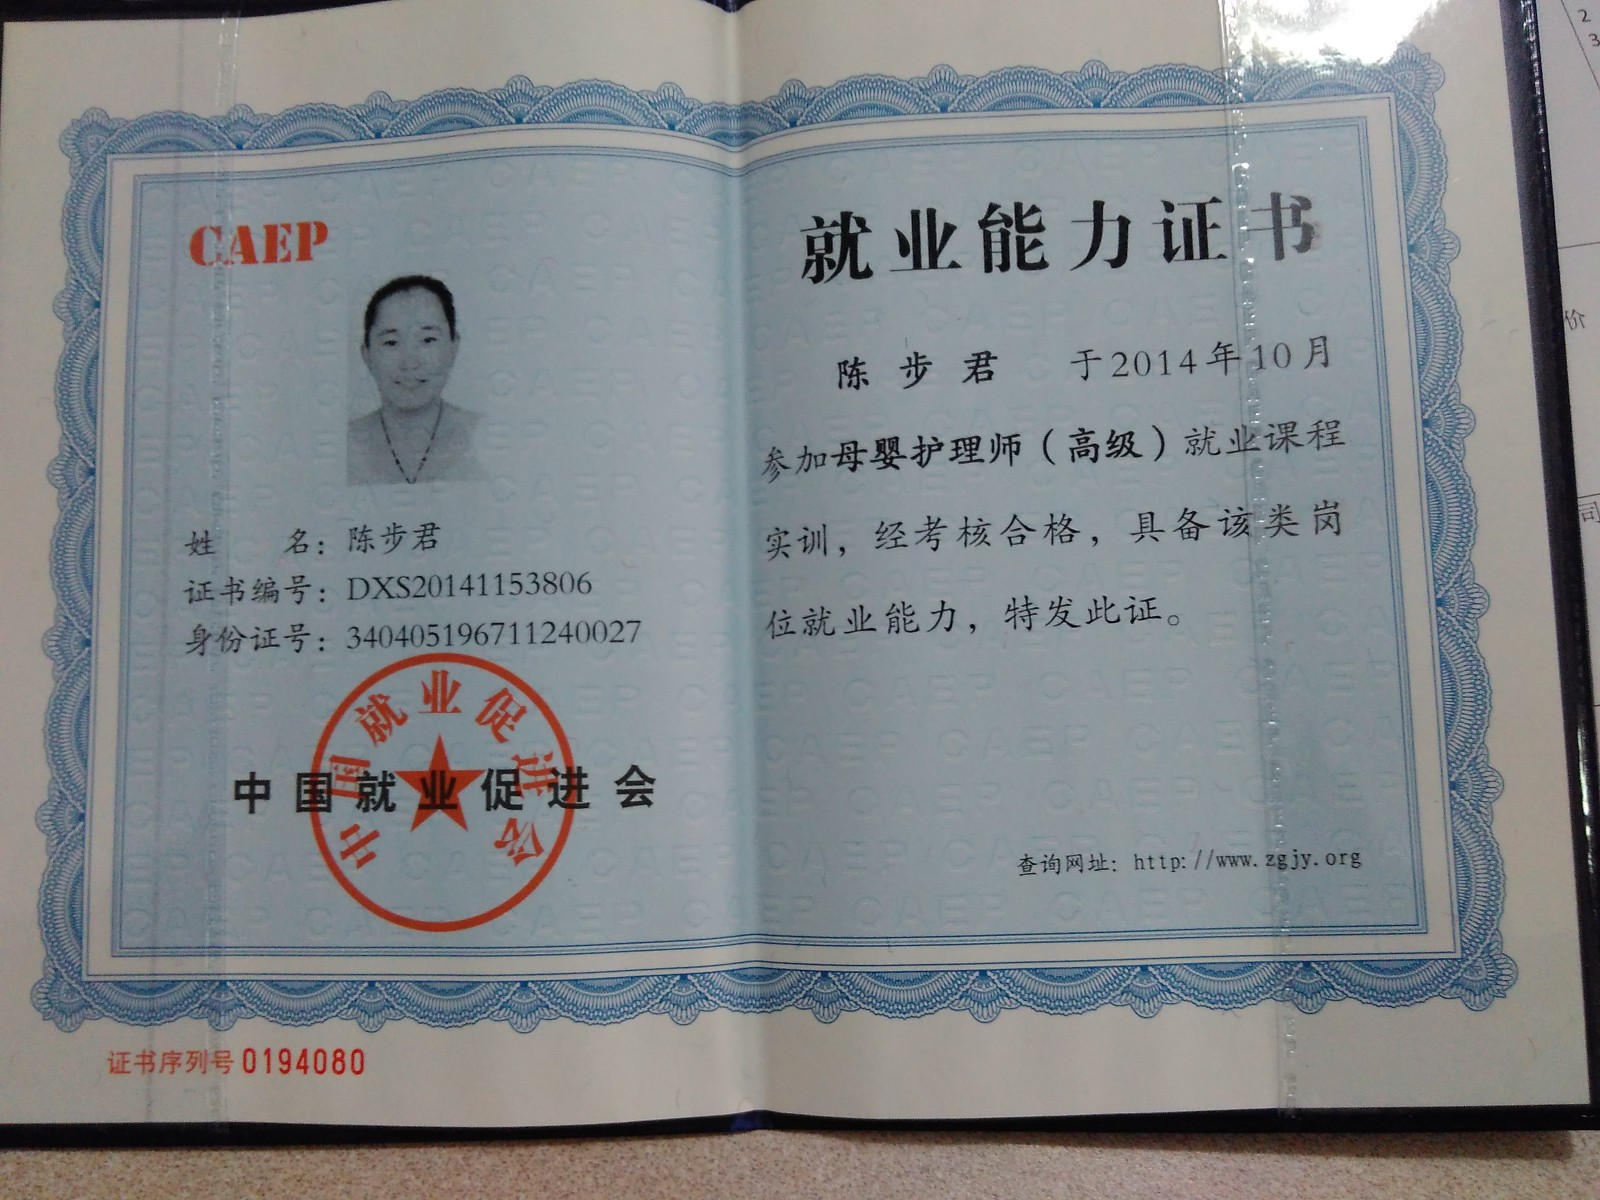 CAEP
姓 名：陈步君
证书编号：DXS20141153806
身份证号：340405196711240027
中国就业促进会
中国就业促进会
证书序列号 0194080
就业能力证书
陈步君 于2014年10月
参加母婴护理师（高级）就业课程
实训，经考核合格，具备该类岗
位就业能力，特发此证。
查询网址：http://www.zgjy.org
2
3
价
司